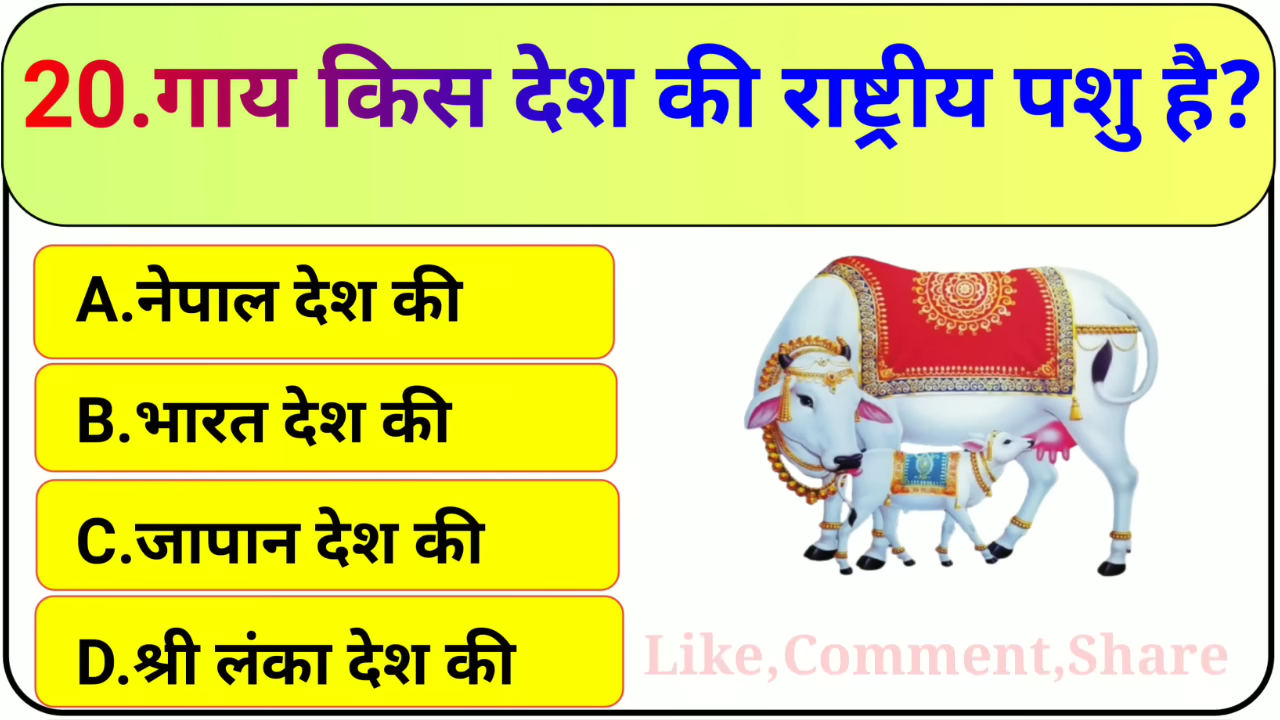 20.गाय किस देश की राष्ट्रीय पशु है?
A.नेपाल देश की
B.भारत देश की
C.जापान देश की
D.श्री लंका देश की
Like,Comment,Share